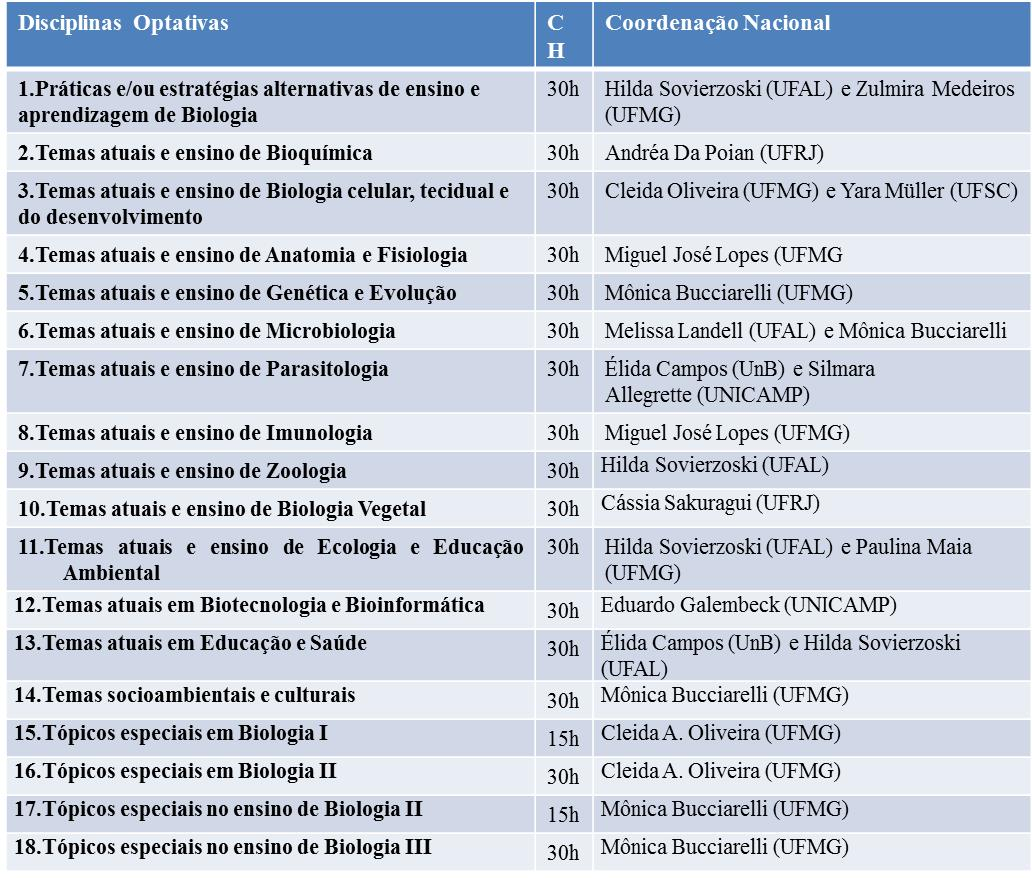 Disciplinas Optativas C H Coordenação Nacional
1.Práticas e/ou estratégias alternativas de ensino e aprendizagem de Biologia 30h Hilda Sovierzoski (UFAL) e Zulmira Medeiros (UFMG)
2.Temas atuais e ensino de Bioquímica 30h Andréa Da Poian (UFRJ)
3.Temas atuais e ensino de Biologia celular, tecidual e do desenvolvimento 30h Cleida Oliveira (UFMG) e Yara Müller (UFSC)
4.Temas atuais e ensino de Anatomia e Fisiologia 30h Miguel José Lopes (UFMG
5.Temas atuais e ensino de Genética e Evolução 30h Mônica Bucciarelli (UFMG)
6.Temas atuais e ensino de Microbiologia 30h Melissa Landell (UFAL) e Mônica Bucciarelli
7.Temas atuais e ensino de Parasitologia 30h Élida Campos (UnB) e Silmara Allegrette (UNICAMP)
8.Temas atuais e ensino de Imunologia 30h Miguel José Lopes (UFMG)
9.Temas atuais e ensino de Zoologia 30h Hilda Sovierzoski (UFAL)
10.Temas atuais e ensino de Biologia Vegetal 30h Cássia Sakuragui (UFRJ)
11.Temas atuais e ensino de Ecologia e Educação Ambiental 30h Hilda Sovierzoski (UFAL) e Paulina Maia (UFMG)
12.Temas atuais em Biotecnologia e Bioinformática 30h Eduardo Galembeck (UNICAMP)
13.Temas atuais em Educação e Saúde 30h Élida Campos (UnB) e Hilda Sovierzoski (UFAL)
14.Temas socioambientais e culturais 30h Mônica Bucciarelli (UFMG)
15.Tópicos especiais em Biologia I 15h Cleida A. Oliveira (UFMG)
16.Tópicos especiais em Biologia II 30h Cleida A. Oliveira (UFMG)
17.Tópicos especiais no ensino de Biologia II 15h Mônica Bucciarelli (UFMG)
18.Tópicos especiais no ensino de Biologia III 30h Mônica Bucciarelli (UFMG)